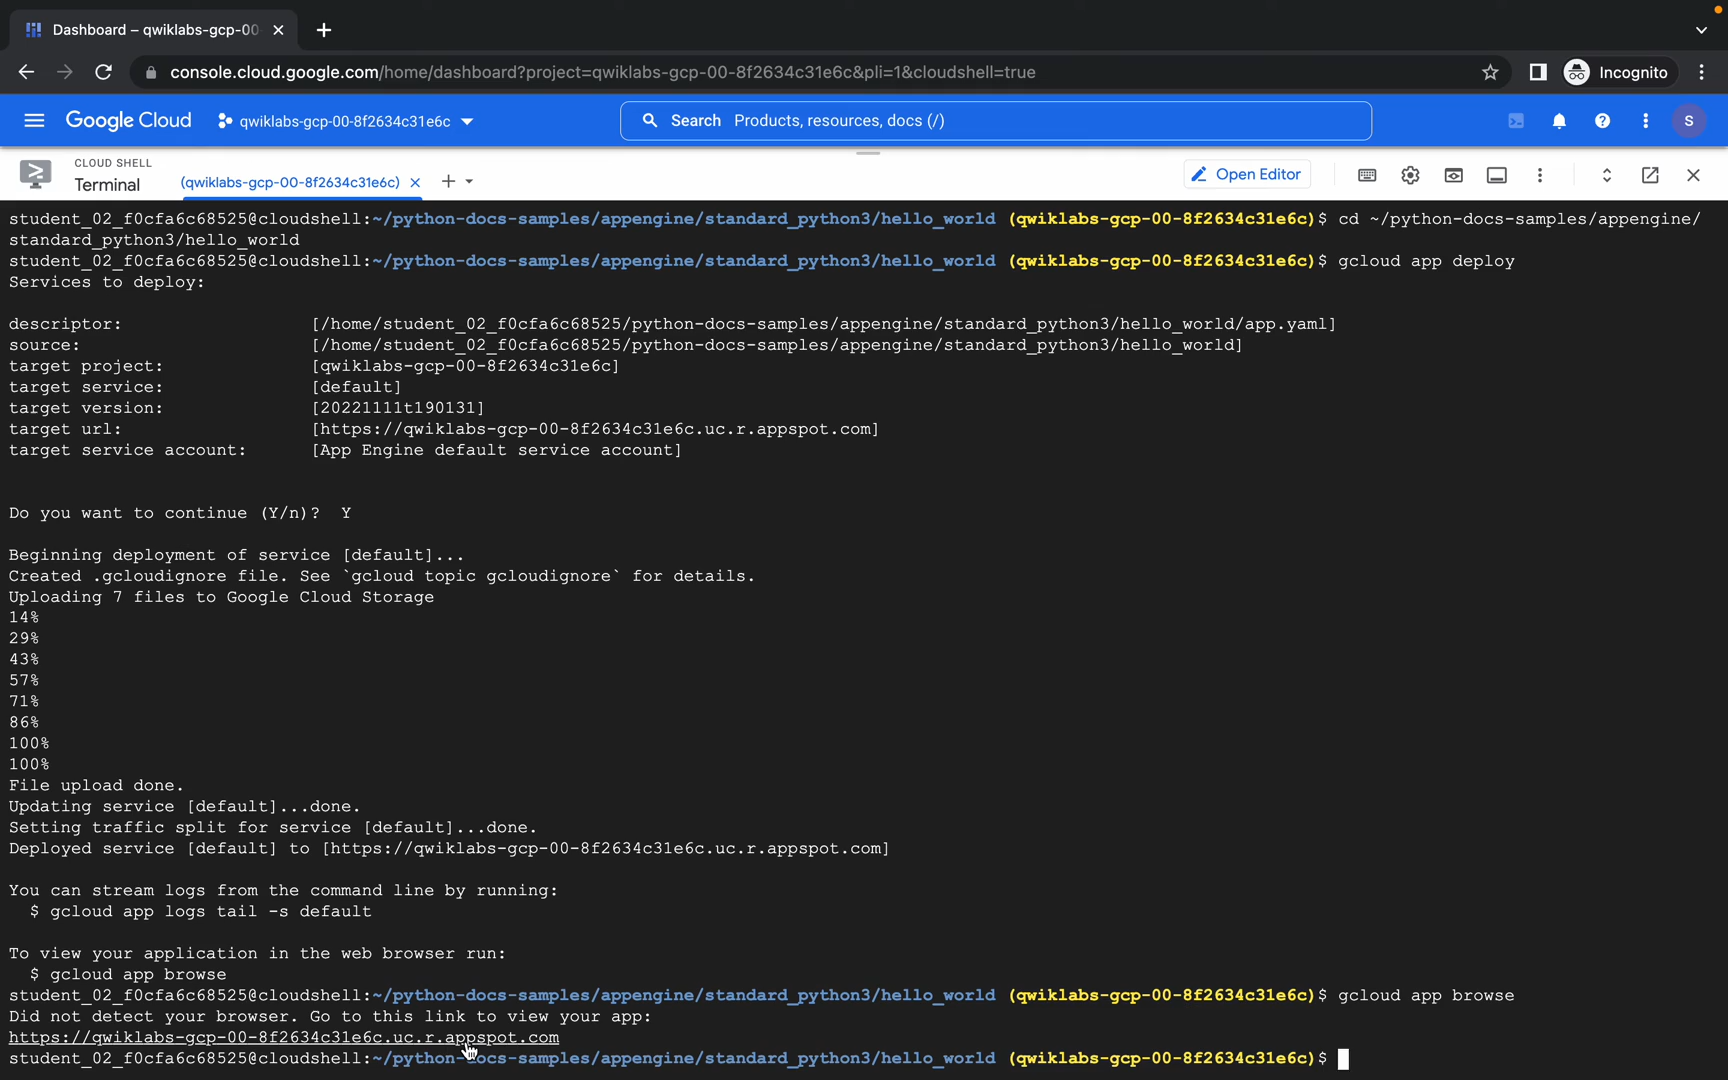 Dashboard – qwiklabs-gcp-00
console.cloud.google.com/home/dashboard?project=qwiklabs-gcp-00-8f2634c31e6c&pli=1&cloudshell=true
Incognito
Google Cloud
qwiklabs-gcp-00-8f2634c31e6c
Search Products, resources, docs (/)
S
CLOUD SHELL
Terminal
(qwiklabs-gcp-00-8f2634c31e6c)
Open Editor
student_02_f0cfa6c68525@cloudshell:~/python-docs-samples/appengine/standard_python3/hello_world (qwiklabs-gcp-00-8f2634c31e6c)$ cd ~/python-docs-samples/appengine/
standard_python3/hello_world
student_02_f0cfa6c68525@cloudshell:~/python-docs-samples/appengine/standard_python3/hello_world (qwiklabs-gcp-00-8f2634c31e6c)$ gcloud app deploy
Services to deploy:
descriptor: [/home/student_02_f0cfa6c68525/python-docs-samples/appengine/standard_python3/hello_world/app.yaml]
source: [/home/student_02_f0cfa6c68525/python-docs-samples/appengine/standard_python3/hello_world]
target project: [qwiklabs-gcp-00-8f2634c31e6c]
target service: [default]
target version: [20221111t190131]
target url: [https://qwiklabs-gcp-00-8f2634c31e6c.uc.r.appspot.com]
target service account: [App Engine default service account]
Do you want to continue (Y/n)? Y
Beginning deployment of service [default]...
Created .gcloudignore file. See `gcloud topic gcloudignore` for details.
Uploading 7 files to Google Cloud Storage
14%
29%
43%
57%
71%
86%
100%
100%
File upload done.
Updating service [default]...done.
Setting traffic split for service [default]...done.
Deployed service [default] to [https://qwiklabs-gcp-00-8f2634c31e6c.uc.r.appspot.com]
You can stream logs from the command line by running:
$ gcloud app logs tail -s default
To view your application in the web browser run:
$ gcloud app browse
student_02_f0cfa6c68525@cloudshell:~/python-docs-samples/appengine/standard_python3/hello_world (qwiklabs-gcp-00-8f2634c31e6c)$ gcloud app browse
Did not detect your browser. Go to this link to view your app:
https://qwiklabs-gcp-00-8f2634c31e6c.uc.r.appspot.com
student_02_f0cfa6c68525@cloudshell:~/python-docs-samples/appengine/standard_python3/hello_world (qwiklabs-gcp-00-8f2634c31e6c)$